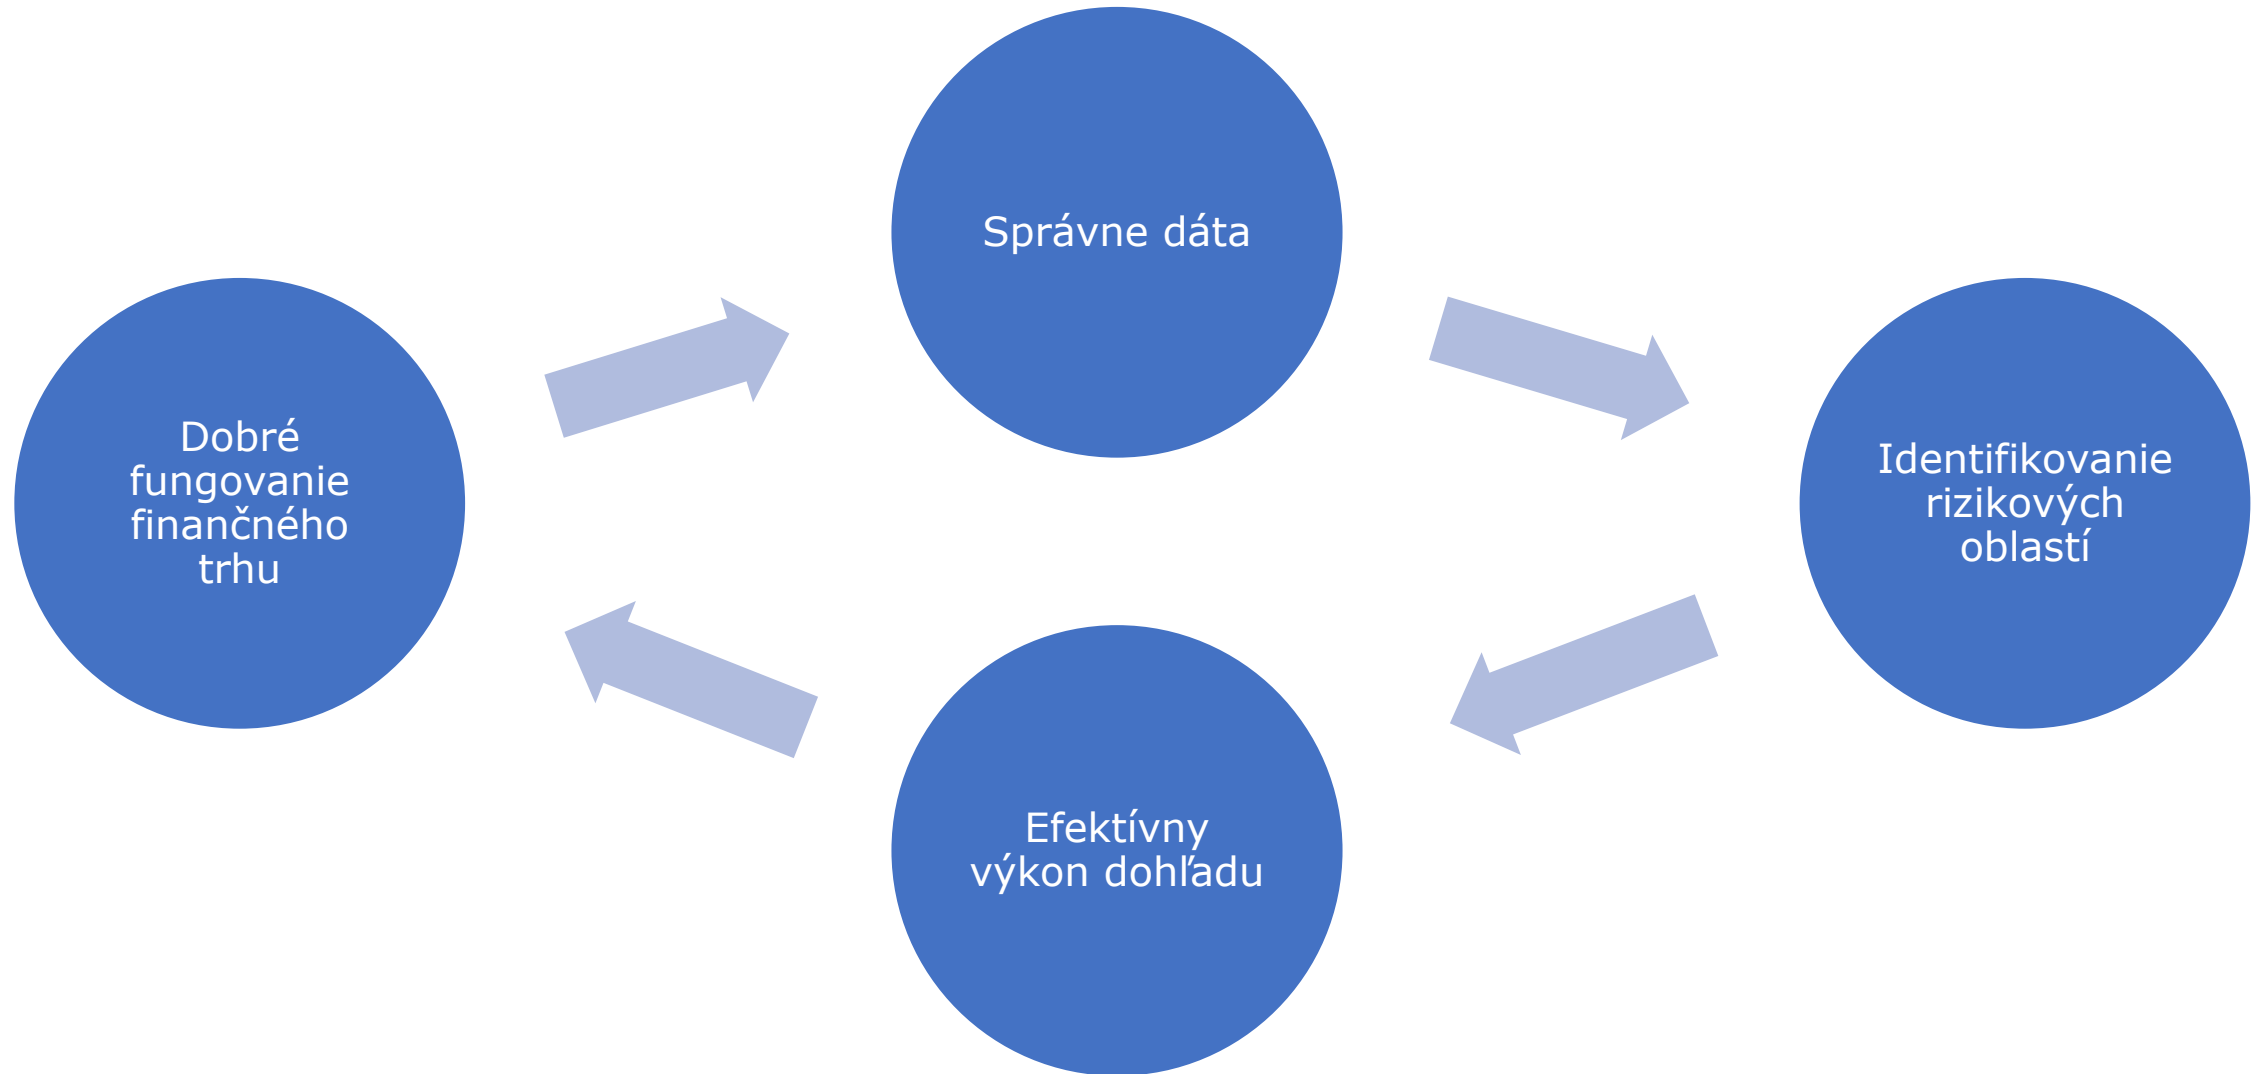 Správne dáta
Dobré
fungovanie
finančného
trhu
Identifikovanie
rizikových
oblastí
Efektívny
výkon dohľadu